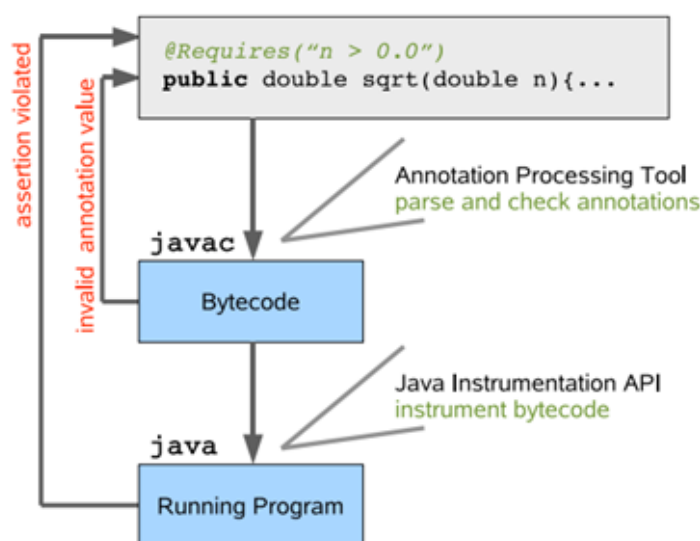 @Requires(“n > 0.0”)
public double sqrt(double n){...
assertion violated
invalid annotation value
Annotation Processing Tool
parse and check annotations
javac
Bytecode
Java Instrumentation API
instrument bytecode
java
Running Program